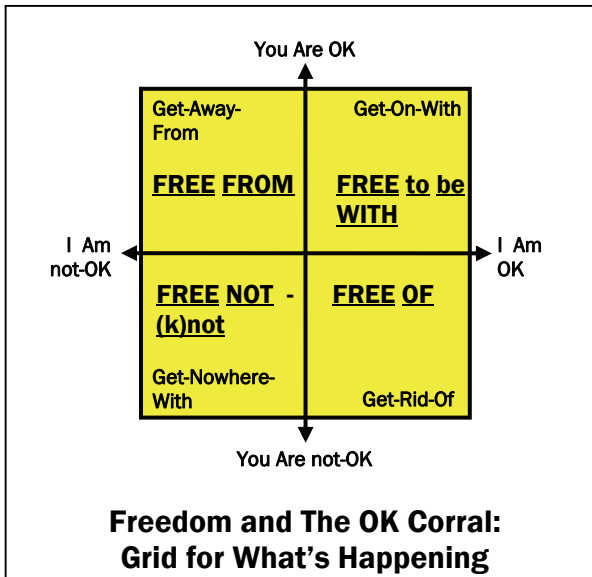 You Are OK
Get-Away-
From
Get-On-With
FREE FROM
FREE to be
WITH
I Am
not-OK
I Am
OK
FREE NOT -
(k)not
FREE OF
Get-Nowhere-
With
Get-Rid-Of
You Are not-OK
Freedom and The OK Corral:
Grid for What's Happening